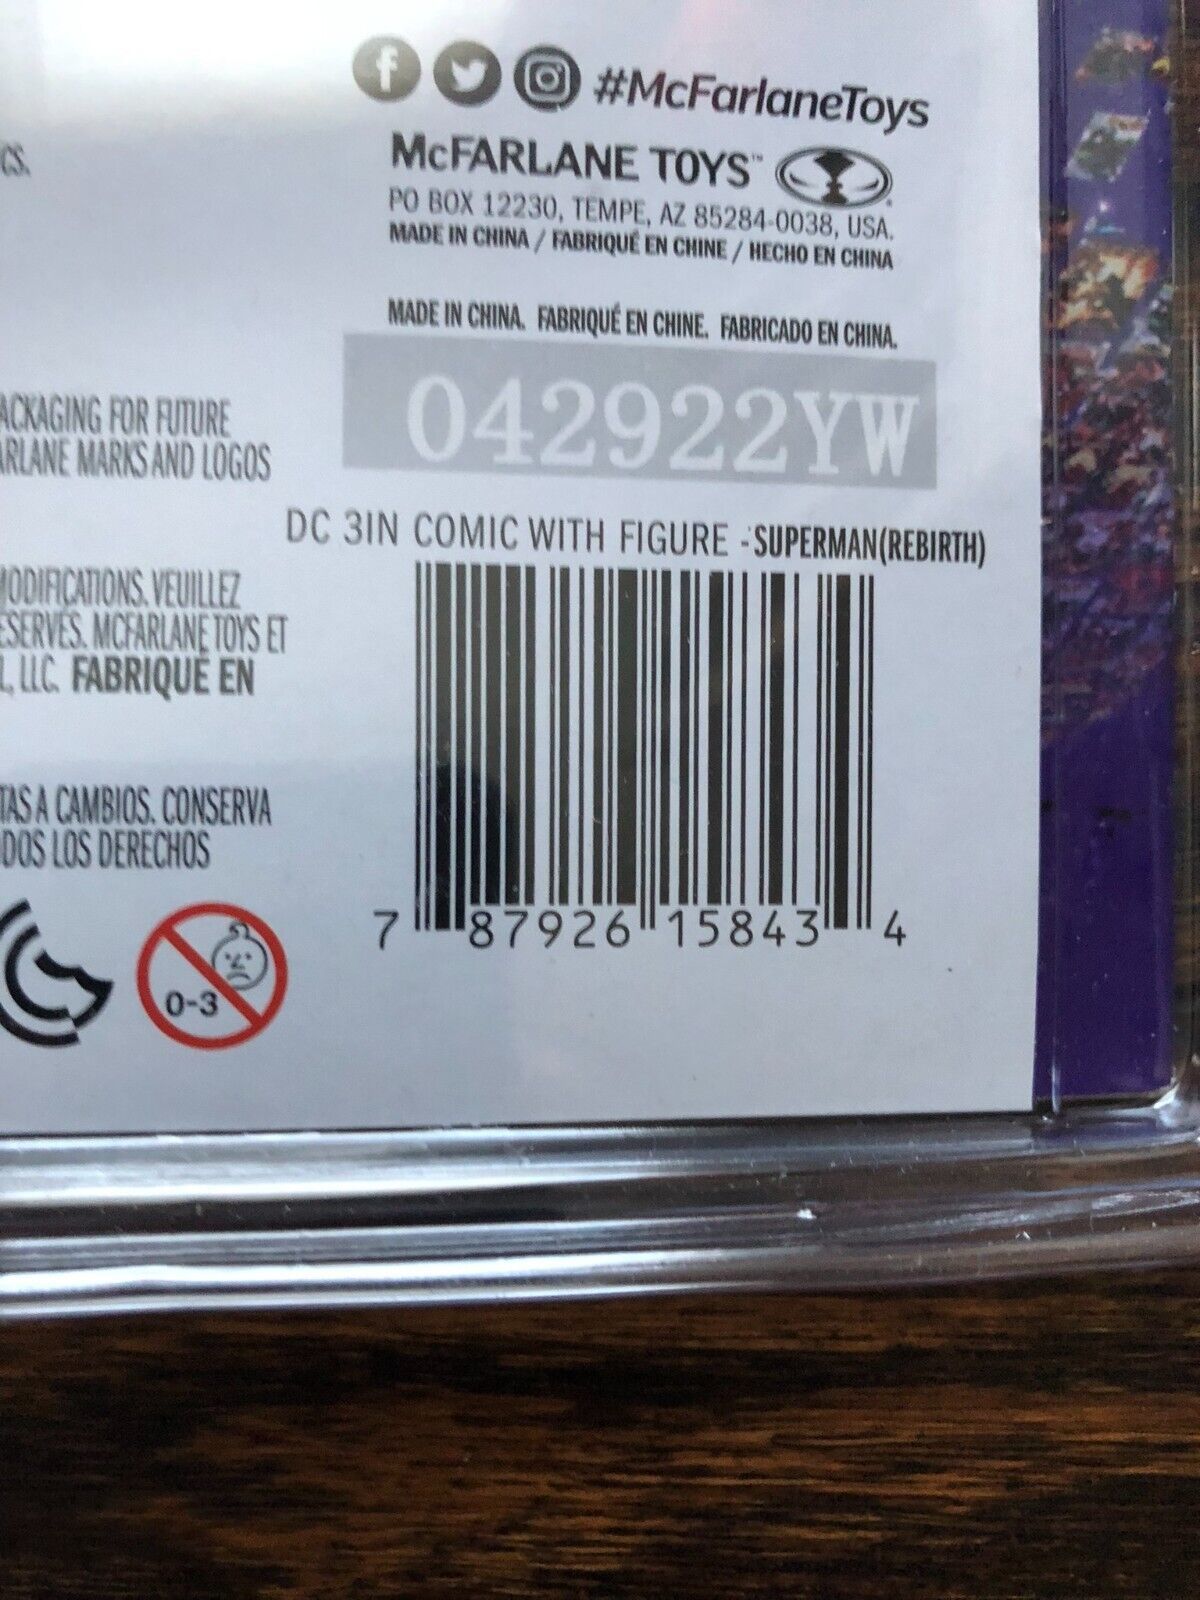 #McFarlaneToys
McFARLANE TOYS™
PO BOX 12230, TEMPE, AZ 85284-0038, USA.
MADE IN CHINA / FABRIQUÉ EN CHINE / HECHO EN CHINA
MADE IN CHINA. FABRIQUÉ EN CHINE. FABRICADO EN CHINA.
042922YW
DC 3IN COMIC WITH FIGURE - SUPERMAN(REBIRTH)
7 87926 15843 4
CS.
ACKAGING FOR FUTURE
ARLANE MARKS AND LOGOS
MODIFICATIONS. VEUILLEZ
ESERVÉS. MCFARLANE TOYS ET
L, LLC. FABRIQUÉ EN
TAS A CAMBIOS. CONSERVA
DOS LOS DERECHOS
0-3